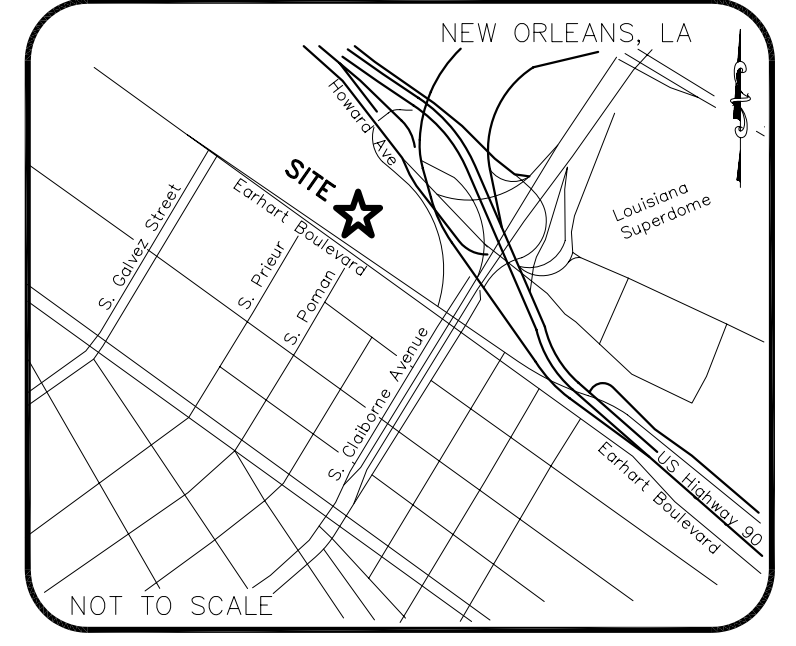 NEW ORLEANS, LA
Howard Ave
SITE
Louisiana
Superdome
Earhart Boulevard
S. Galvez Street
S. Prieur
S. Poman
S. Claiborne Avenue
US Highway 90
Earhart Boulevard
NOT TO SCALE